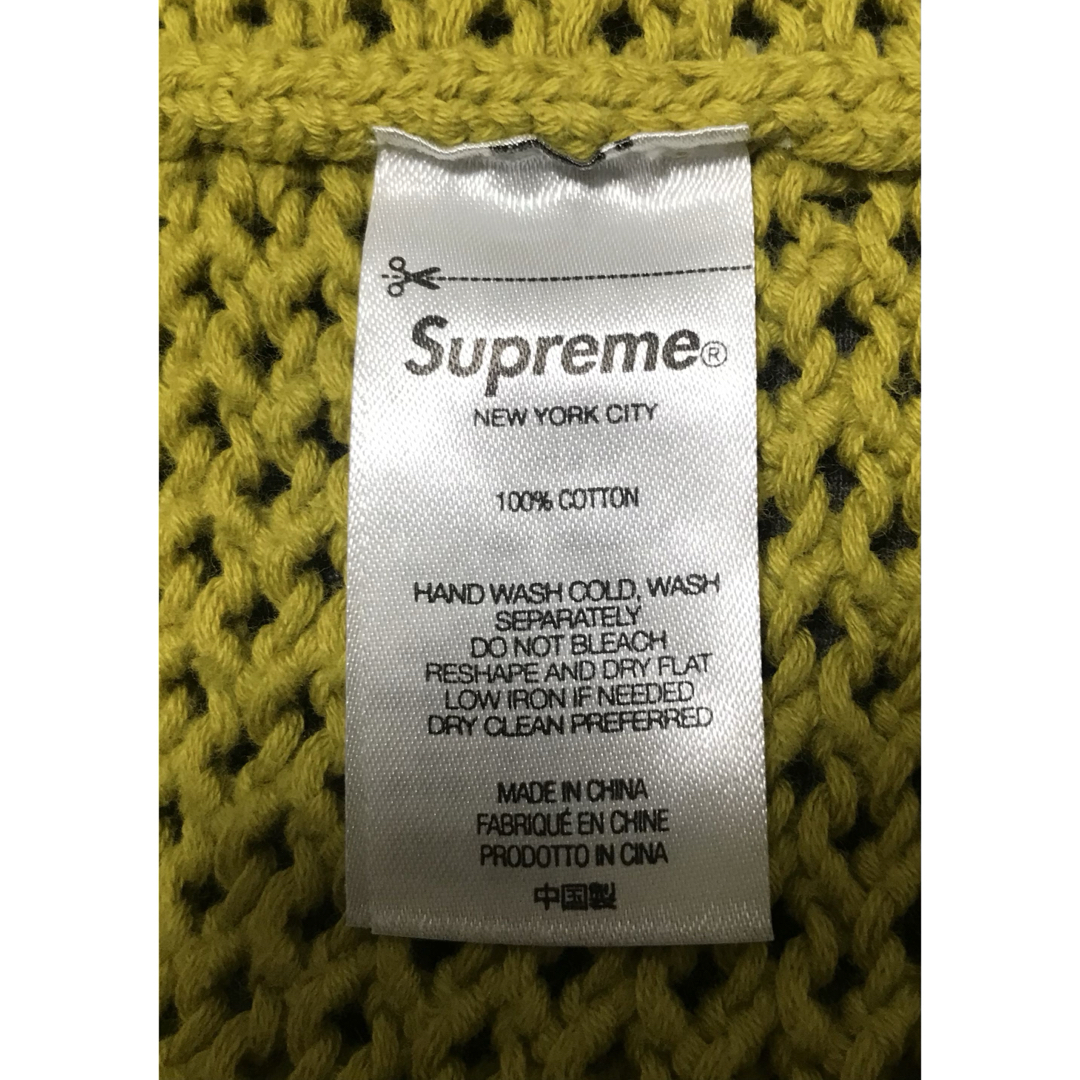 Supreme®
NEW YORK CITY
100% COTTON
HAND WASH COLD, WASH
SEPARATELY
DO NOT BLEACH
RESHAPE AND DRY FLAT
LOW IRON IF NEEDED
DRY CLEAN PREFERRED
MADE IN CHINA
FABRIQUÉ EN CHINE
PRODOTTO IN CINA
中国製